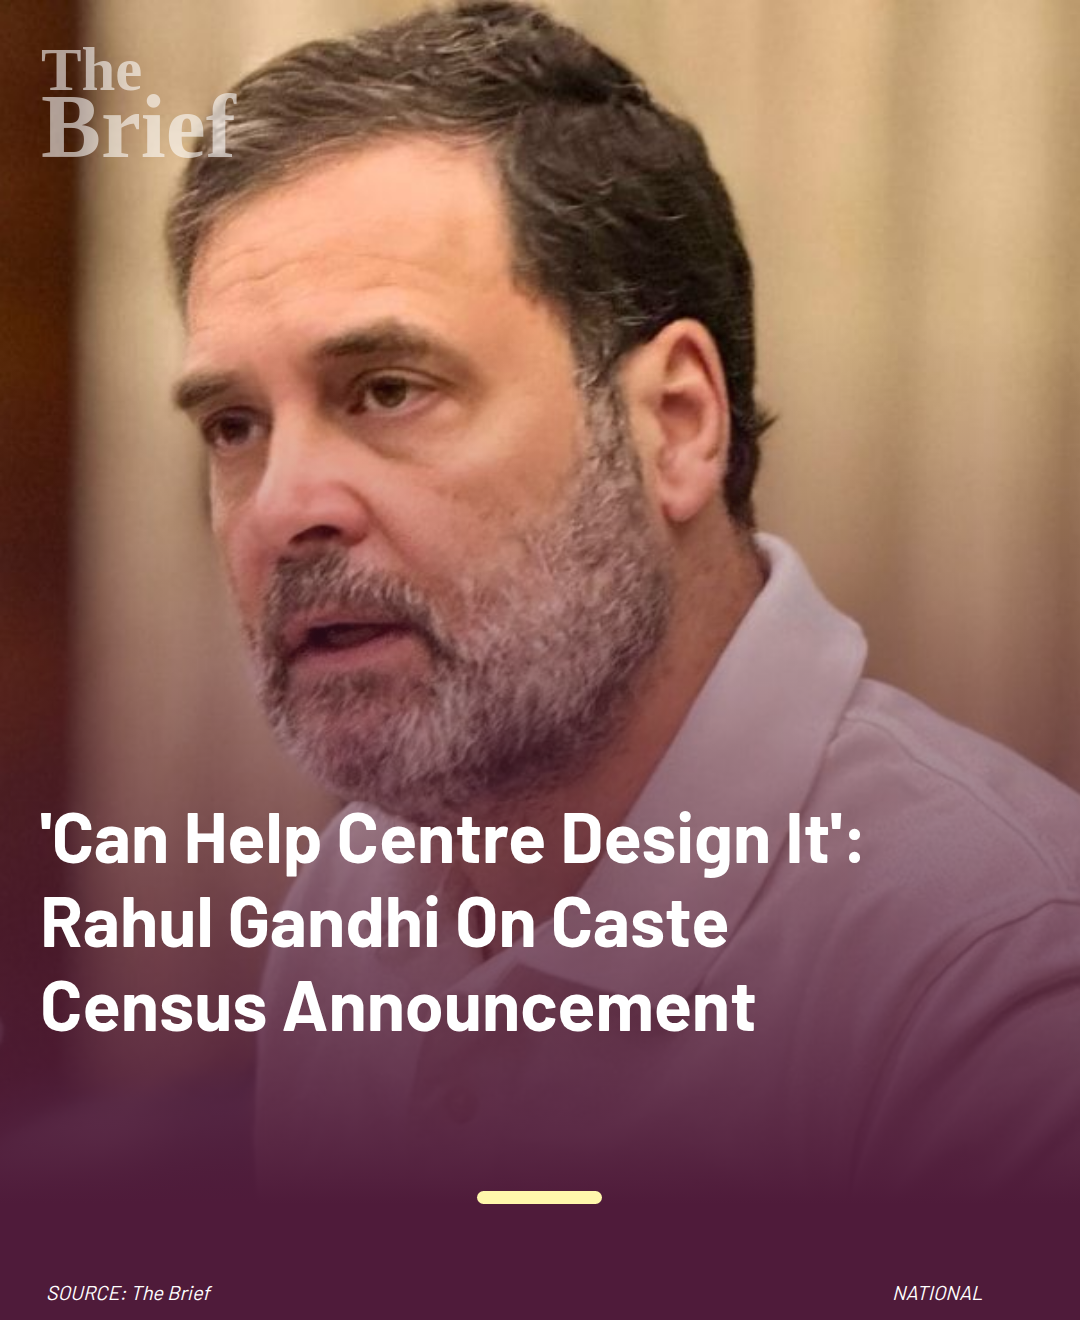 The
Brief
'Can Help Centre Design It':
Rahul Gandhi On Caste
Census Announcement
SOURCE: The Brief
NATIONAL